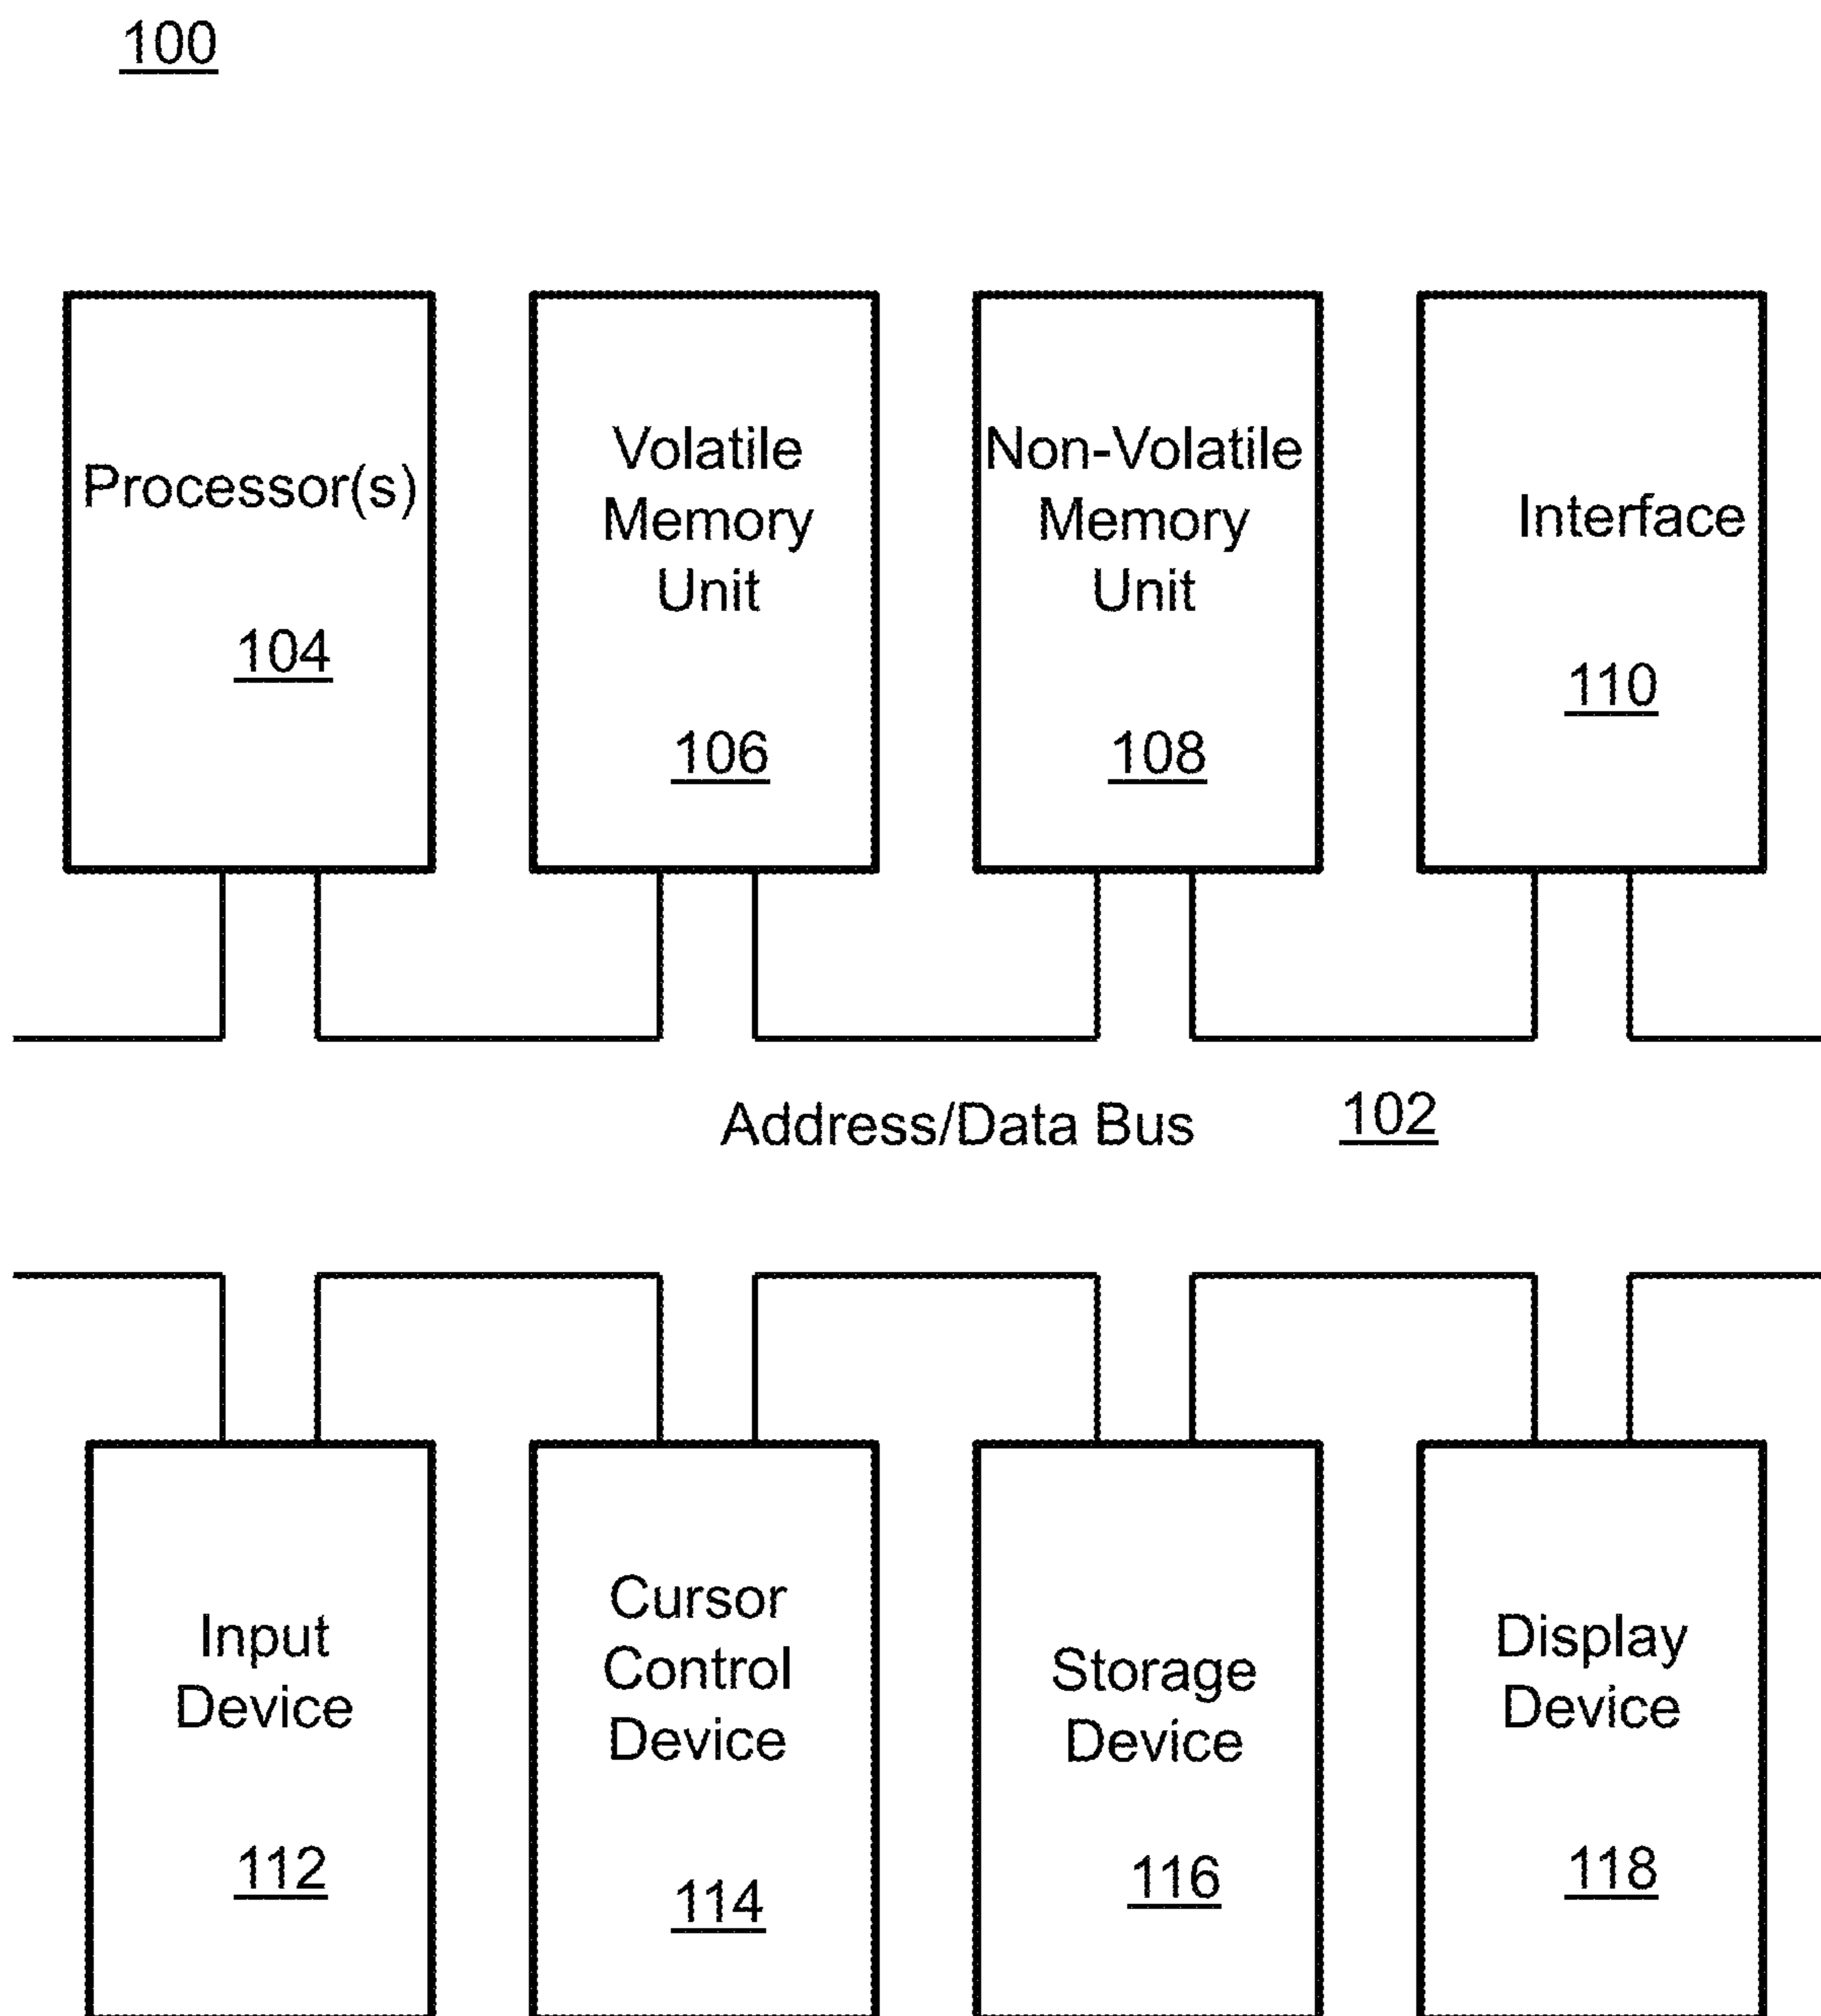 100
Processor(s)
104
Volatile
Memory
Unit
106
Non-Volatile
Memory
Unit
108
Interface
110
Address/Data Bus 102
Input
Device
112
Cursor
Control
Device
114
Storage
Device
116
Display
Device
118